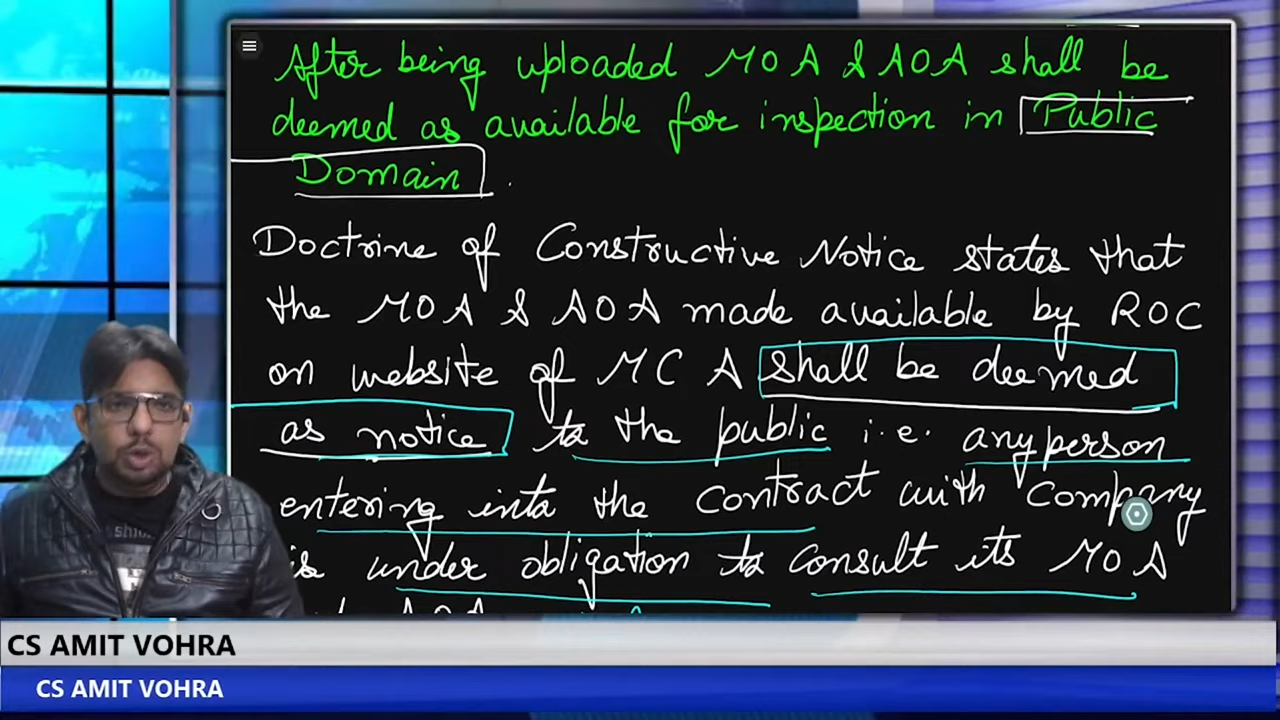 After being uploaded MOA & AOA shall be
deemed as available for inspection in Public
Domain.
Doctrine of Constructive Notice states that
the MOA & AOA made available by ROC
on website of MCA shall be deemed
as notice to the public i.e. any person
entering into the contract with company
is under obligation to consult its MOA
CS AMIT VOHRA
CS AMIT VOHRA